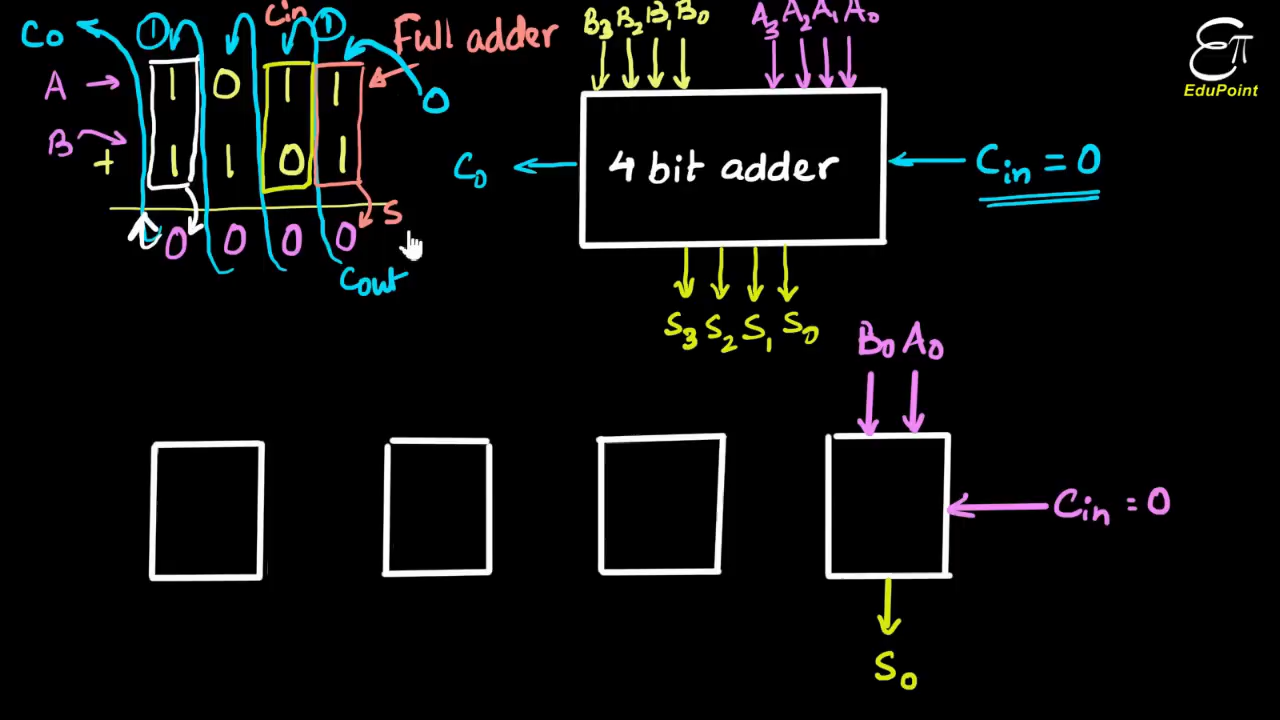 Co ① Cin ①
Full adder
A 1 0 1 1 0
B + 1 1 0 1
0 0 0 0 S
Cout
B3 B2 B1 B0 A3 A2 A1 A0
4 bit adder
C0
Cin = 0
S3 S2 S1 S0
επ
EduPoint
B0 A0
Cin = 0
S0